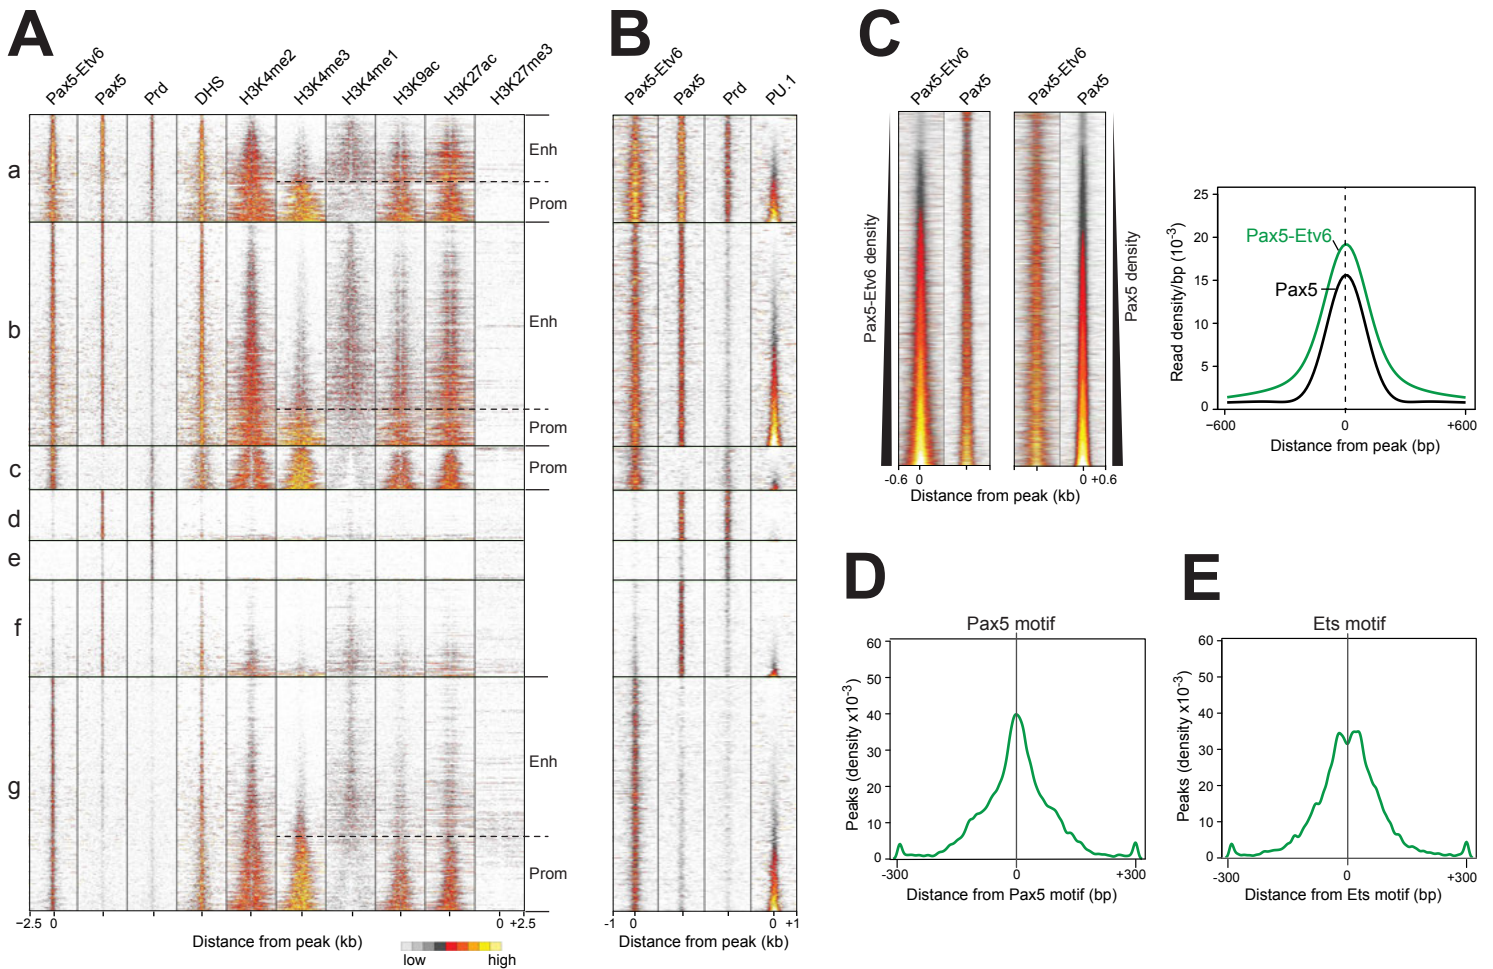 A
B
C
Pax5-Etv6
Pax5
Prd
DHS
H3K4me2
H3K4me3
H3K4me1
H3K9ac
H3K27ac
H3K27me3
a
Enh
Prom
b
Enh
Prom
c
Prom
d
e
f
g
Enh
Prom
−2.5 0
0 +2.5
Distance from peak (kb)
low
high
Pax5-Etv6
Pax5
Prd
PU.1
-1 0
0 +1
Distance from peak (kb)
Pax5-Etv6
Pax5
Pax5-Etv6
Pax5
Pax5-Etv6 density
Pax5 density
-0.6 0
0 +0.6
Distance from peak (kb)
Read density/bp (10-3)
25
20
15
10
5
0
Pax5-Etv6
Pax5
−600
0
+600
Distance from peak (bp)
D
Pax5 motif
Peaks (density x10-3)
60
50
40
30
20
10
0
-300
0
+300
Distance from Pax5 motif (bp)
E
Ets motif
Peaks (density x10-3)
60
50
40
30
20
10
0
-300
0
+300
Distance from Ets motif (bp)